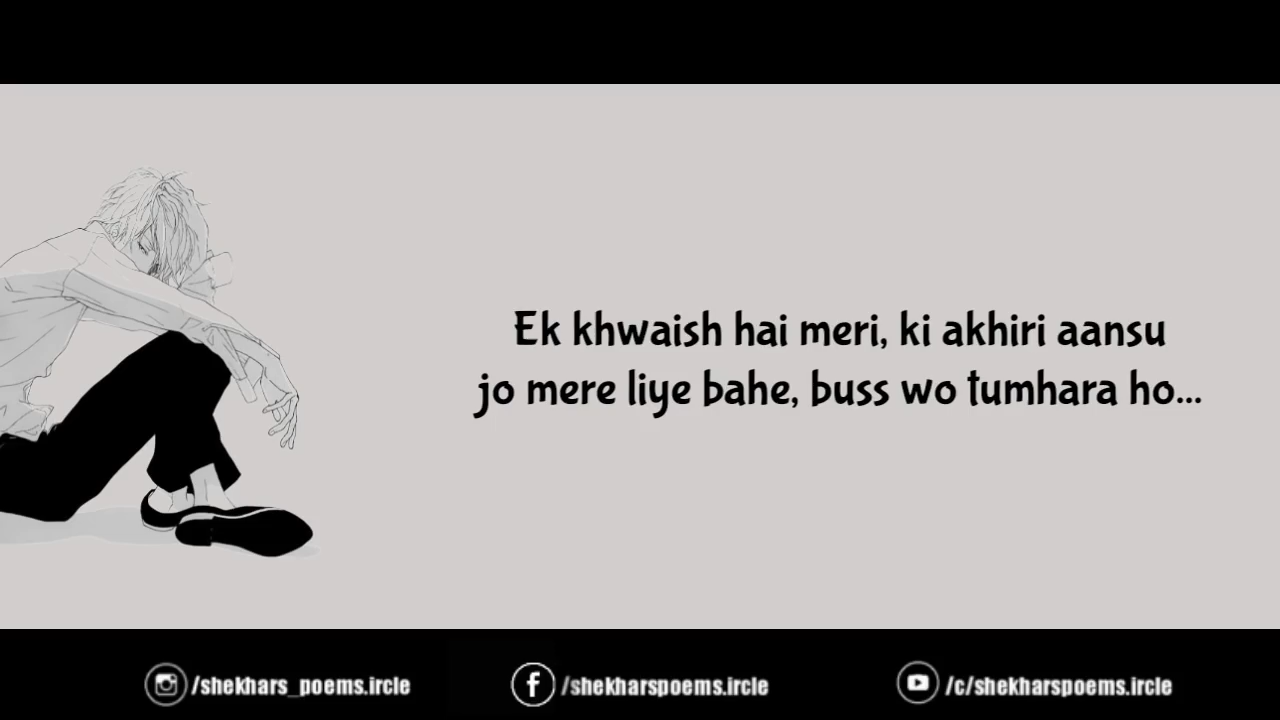 Ek khwaish hai meri, ki akhiri aansu
jo mere liye bahe, buss wo tumhara ho...
/shekhars_poems.ircle
/shekharspoems.ircle
/c/shekharspoems.ircle